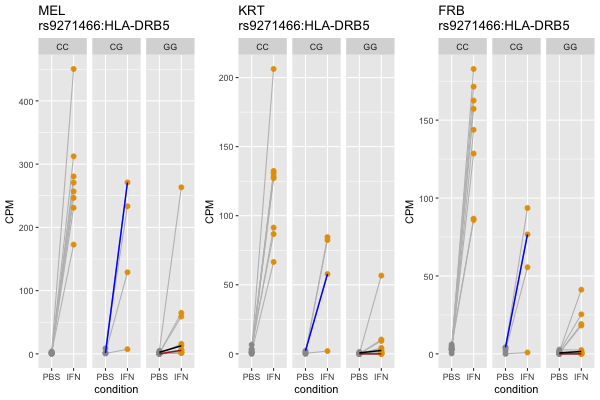 MEL
rs9271466:HLA-DRB5
CC CG GG
400
300
200
100
0
CPM
PBS IFN PBS IFN PBS IFN
condition
KRT
rs9271466:HLA-DRB5
CC CG GG
200
150
100
50
0
CPM
PBS IFN PBS IFN PBS IFN
condition
FRB
rs9271466:HLA-DRB5
CC CG GG
150
100
50
0
CPM
PBS IFN PBS IFN PBS IFN
condition